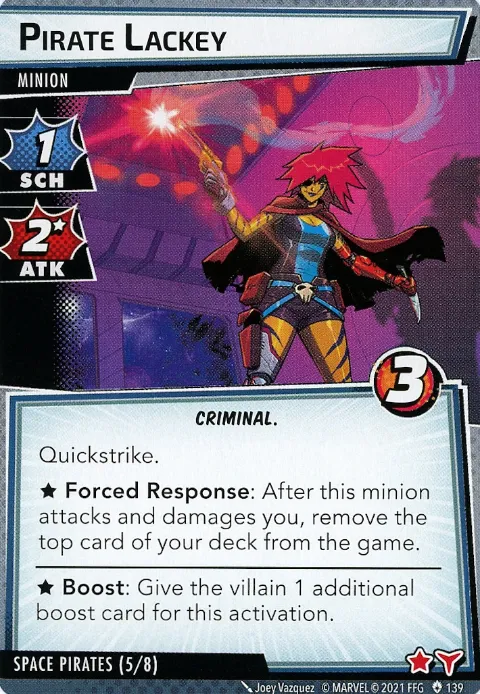 PIRATE LACKEY
MINION
1
SCH
2*
ATK
3
CRIMINAL.
Quickstrike.
★ Forced Response: After this minion
attacks and damages you, remove the
top card of your deck from the game.
★ Boost: Give the villain 1 additional
boost card for this activation.
SPACE PIRATES (5/8)
Joey Vazquez © MARVEL © 2021 FFG 139